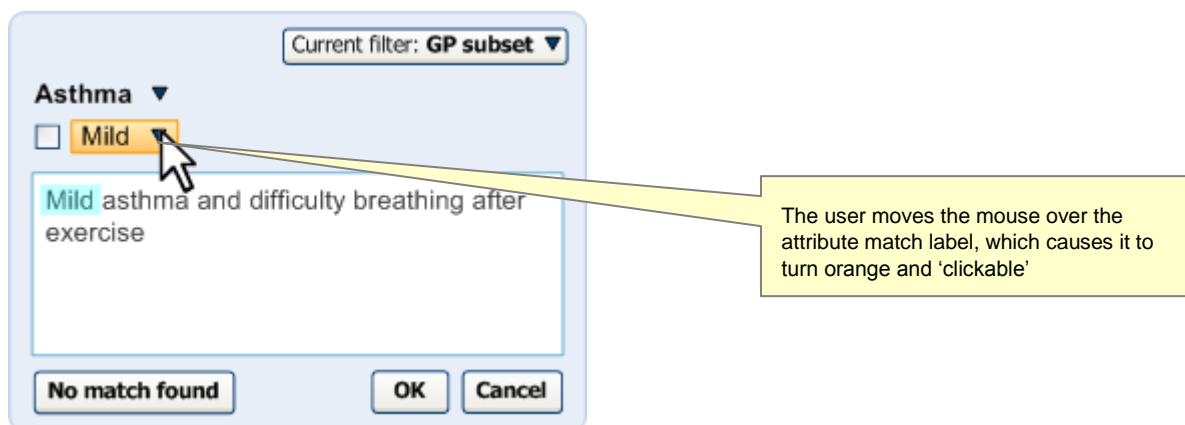 Current filter: GP subset
Asthma
Mild
Mild asthma and difficulty breathing after
exercise
The user moves the mouse over the
attribute match label, which causes it to
turn orange and ‘clickable’
No match found
OK
Cancel